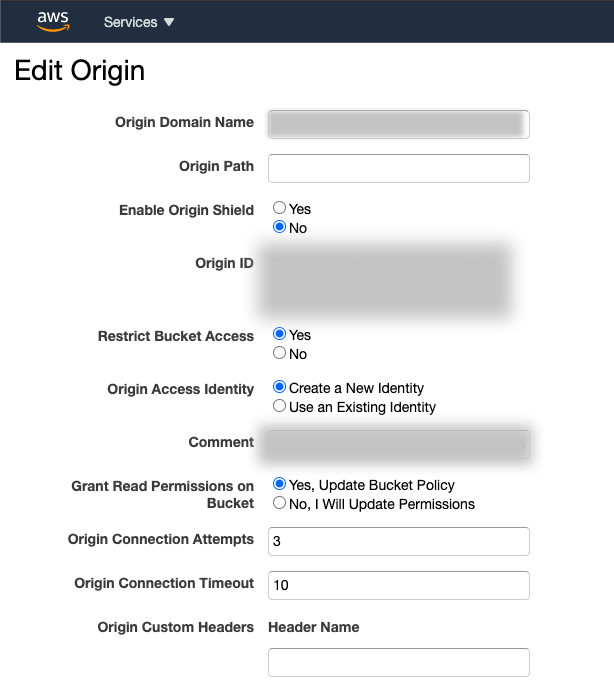 aws
Services
Edit Origin
Origin Domain Name
Origin Path
Enable Origin Shield
Yes
No
Origin ID
Restrict Bucket Access
Yes
No
Origin Access Identity
Create a New Identity
Use an Existing Identity
Comment
Grant Read Permissions on
Bucket
Yes, Update Bucket Policy
No, I Will Update Permissions
Origin Connection Attempts
3
Origin Connection Timeout
10
Origin Custom Headers
Header Name